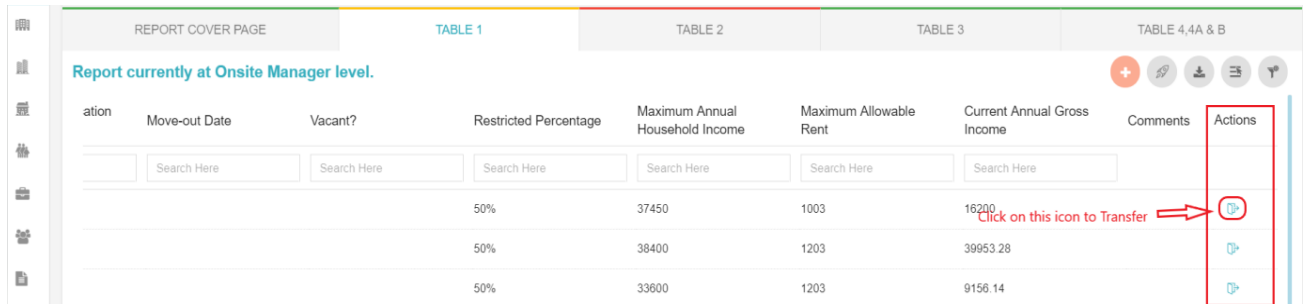 REPORT COVER PAGE TABLE 1 TABLE 2 TABLE 3 TABLE 4,4A & B
Report currently at Onsite Manager level.
ation Move-out Date Vacant? Restricted Percentage Maximum Annual Household Income Maximum Allowable Rent Current Annual Gross Income Comments Actions
Search Here Search Here Search Here Search Here Search Here Search Here
50% 37450 1003 16200
Click on this icon to Transfer
50% 38400 1203 39953.28
50% 33600 1203 9156.14